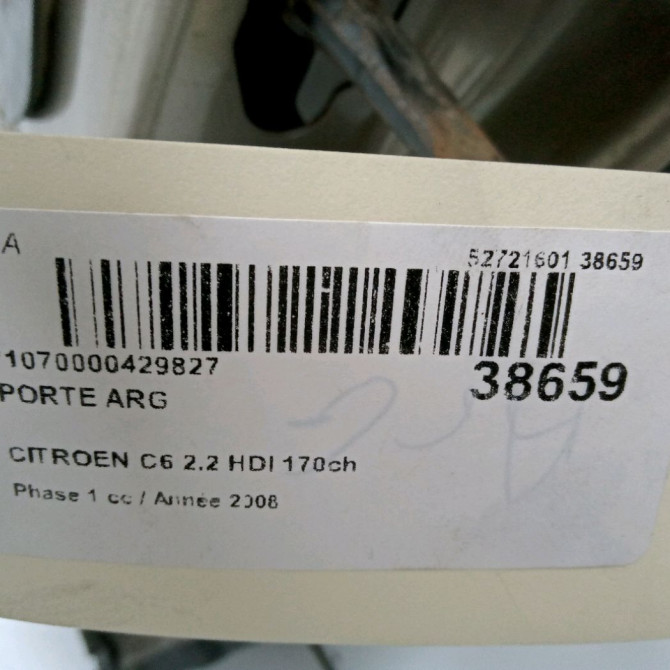 A
52721601 38659
1070000429827
38659
PORTE ARG
CITROEN C6 2.2 HDI 170ch
Phase 1 cc / Année 2008